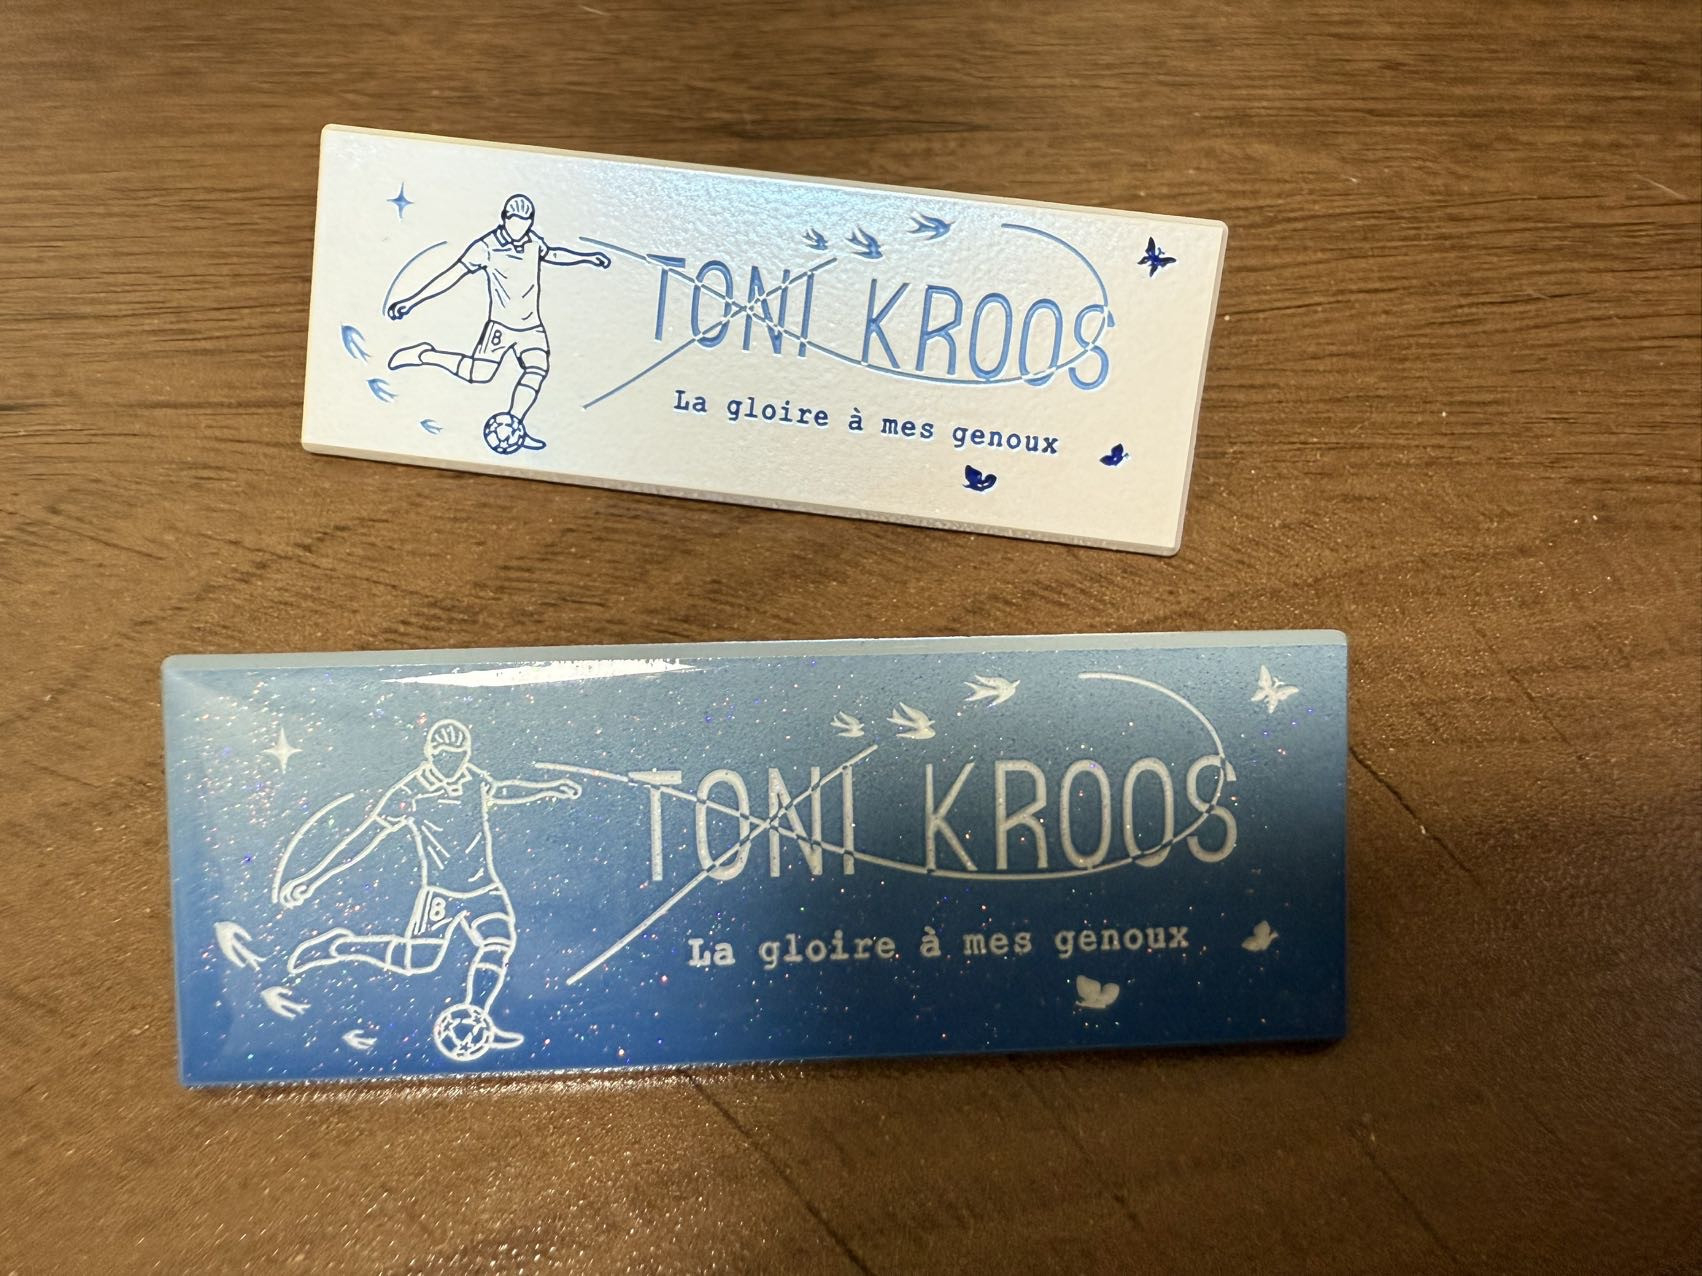 TONI KROOS
8
La gloire à mes genoux
TONI KROOS
8
La gloire à mes genoux